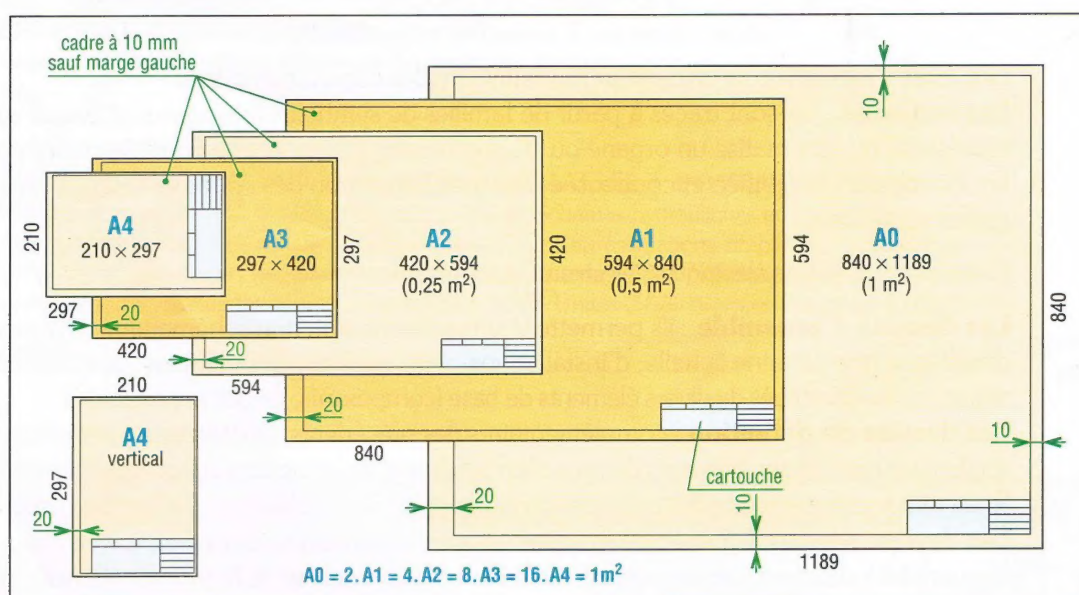 cadre à 10 mm
sauf marge gauche
A4
210 × 297
A3
297 × 420
A2
420 × 594
(0,25 m²)
A1
594 × 840
(0,5 m²)
A0
840 × 1189
(1 m²)
210
297
20
297
420
20
420
594
20
594
840
20
840
1189
10
10
10
cartouche
210
A4
vertical
297
20
A0 = 2. A1 = 4. A2 = 8. A3 = 16. A4 = 1m²